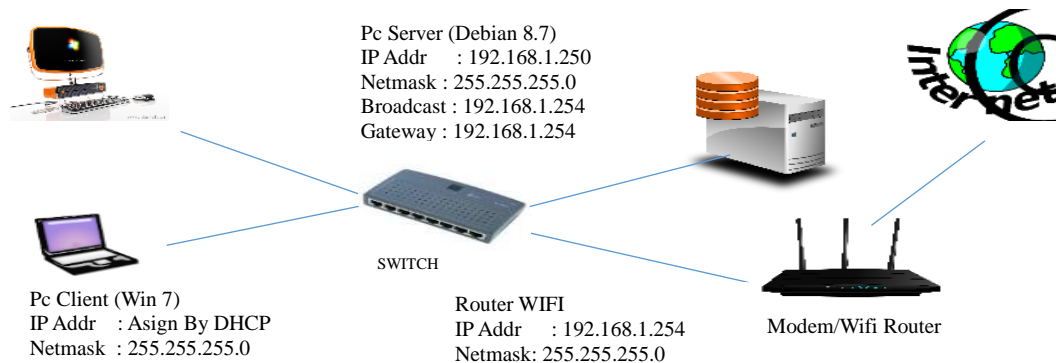 Pc Server (Debian 8.7)
IP Addr : 192.168.1.250
Netmask : 255.255.255.0
Broadcast : 192.168.1.254
Gateway : 192.168.1.254
Internet
SWITCH
Pc Client (Win 7)
IP Addr : Asign By DHCP
Netmask : 255.255.255.0
Router WIFI
IP Addr : 192.168.1.254
Netmask: 255.255.255.0
Modem/Wifi Router